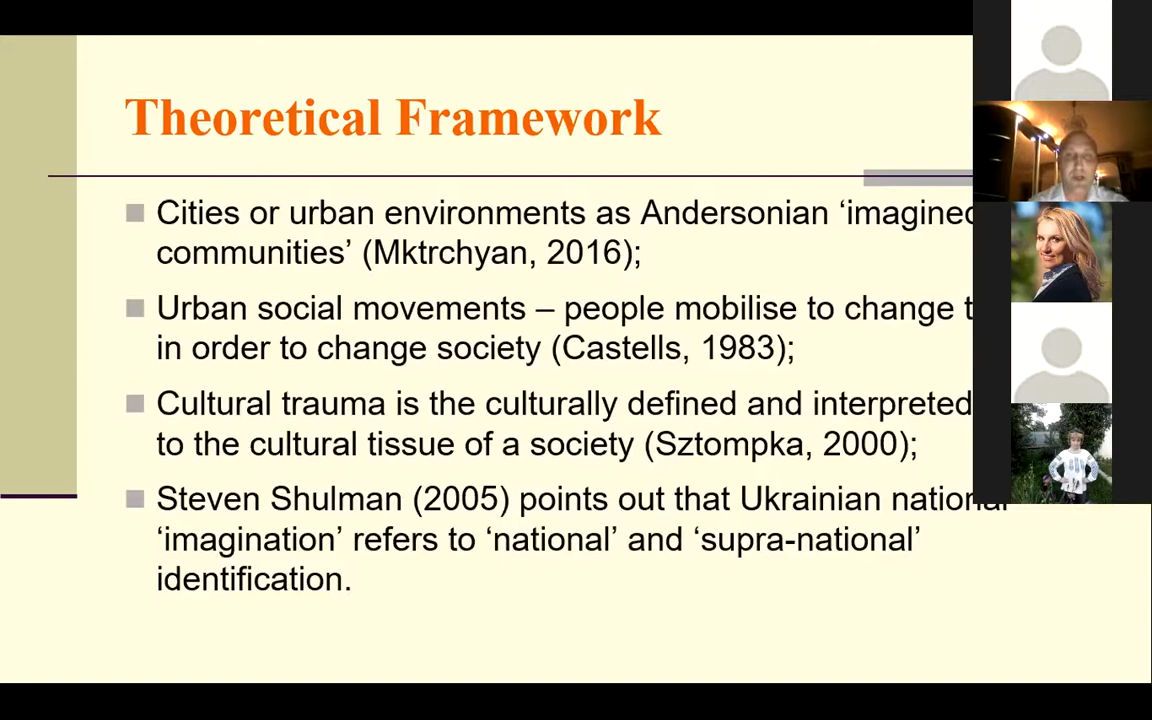 Theoretical Framework
Cities or urban environments as Andersonian ‘imagined
communities’ (Mktrchyan, 2016);
Urban social movements – people mobilise to change
in order to change society (Castells, 1983);
Cultural trauma is the culturally defined and interpreted
to the cultural tissue of a society (Sztompka, 2000);
Steven Shulman (2005) points out that Ukrainian national
‘imagination’ refers to ‘national’ and ‘supra-national’
identification.